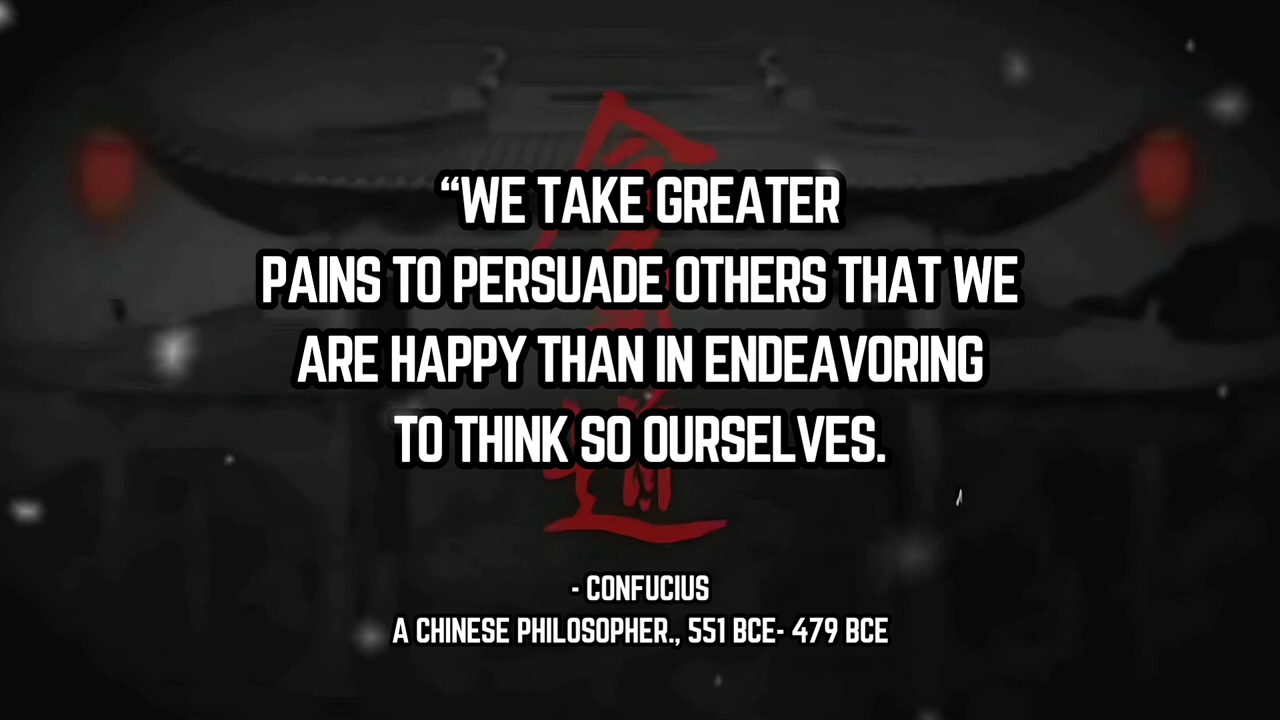 “WE TAKE GREATER
PAINS TO PERSUADE OTHERS THAT WE
ARE HAPPY THAN IN ENDEAVORING
TO THINK SO OURSELVES.
- CONFUCIUS
A CHINESE PHILOSOPHER., 551 BCE- 479 BCE